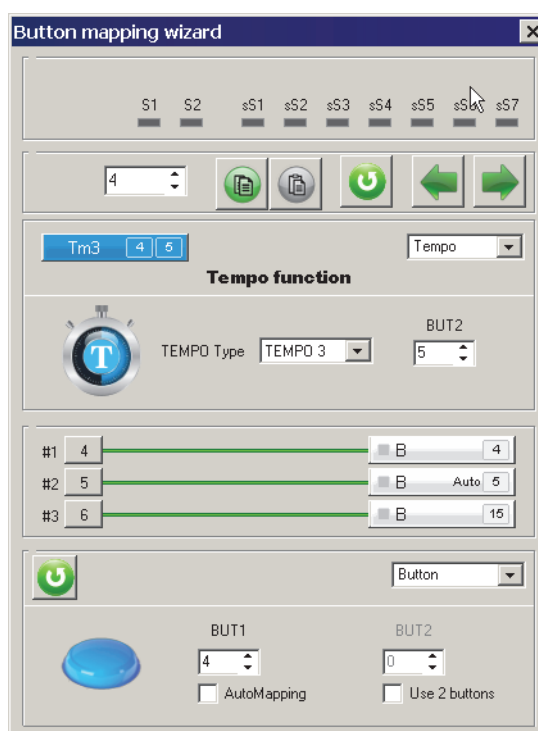 Button mapping wizard
S1 S2 sS1 sS2 sS3 sS4 sS5 sS6 sS7
4
Tm3 4 5 Tempo
Tempo function
BUT2
T TEMPO Type TEMPO 3 5
#1 4 B 4
#2 5 B Auto 5
#3 6 B 15
Button
BUT1 BUT2
4 0
AutoMapping Use 2 buttons